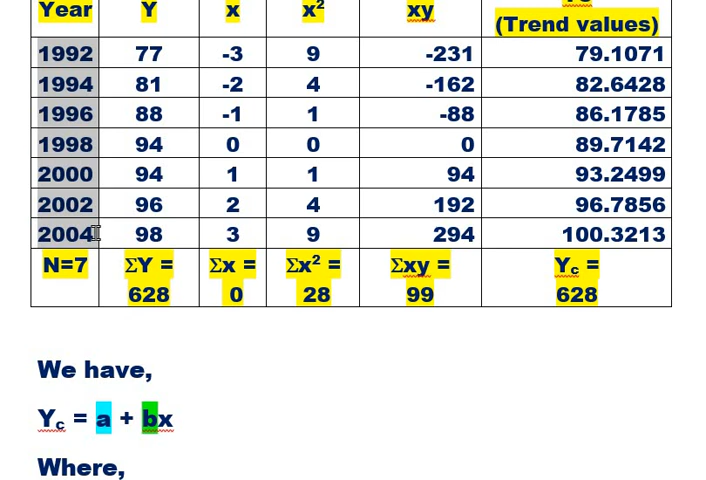 Year Y x x² xy
(Trend values)
1992 77 -3 9 -231 79.1071
1994 81 -2 4 -162 82.6428
1996 88 -1 1 -88 86.1785
1998 94 0 0 0 89.7142
2000 94 1 1 94 93.2499
2002 96 2 4 192 96.7856
2004 98 3 9 294 100.3213
N=7 ΣY = Σx = Σx² = Σxy = Yc =
628 0 28 99 628
We have,
Yc = a + bx
Where,